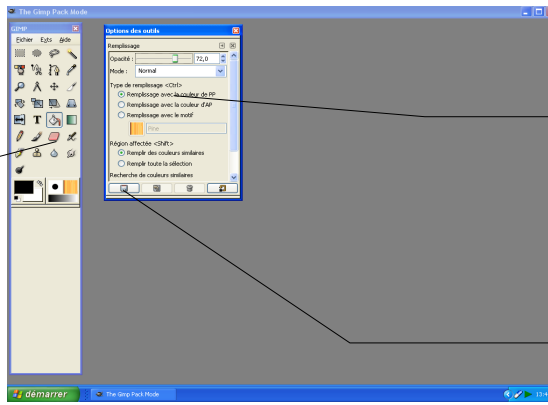 The Gimp Pack Mode
GIMP
Fichier Exts Aide
Options des outils
Remplissage
Opacité : 72,0
Mode : Normal
Type de remplissage <Ctrl>
Remplissage avec la couleur de PP
Remplissage avec la couleur d'AP
Remplissage avec le motif
Pine
Région affectée <Shift>
Remplir des couleurs similaires
Remplir toute la sélection
Recherche de couleurs similaires
démarrer
The Gimp Pack Mode